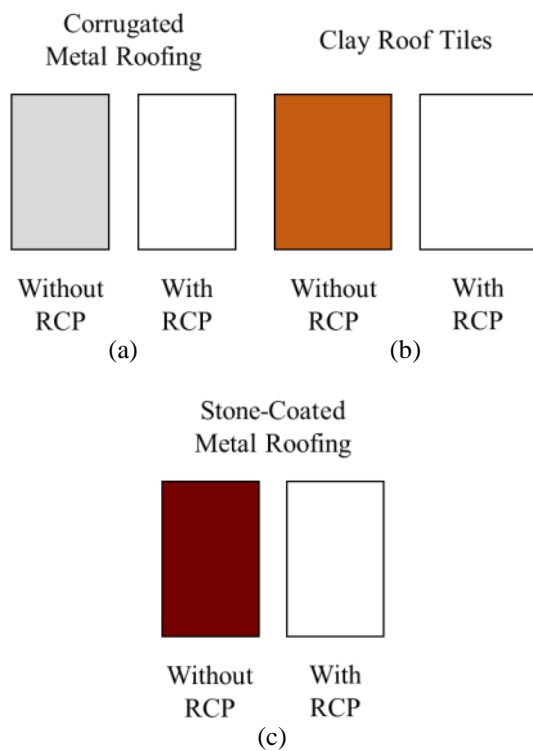 Corrugated
Metal Roofing
Clay Roof Tiles
Without
RCP
With
RCP
Without
RCP
With
RCP
(a)
(b)
Stone-Coated
Metal Roofing
Without
RCP
With
RCP
(c)